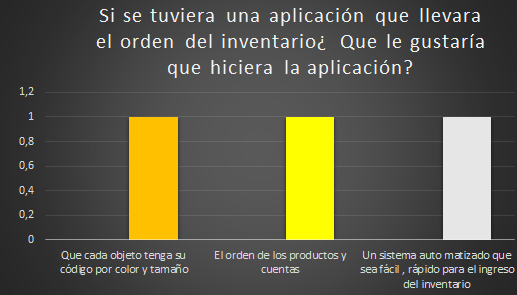 Si se tuviera una aplicación que llevara
el orden del inventario¿ Que le gustaría
que hiciera la aplicación?
1,2
1
0,8
0,6
0,4
0,2
0
Que cada objeto tenga su
código por color y tamaño
El orden de los productos y
cuentas
Un sistema auto matizado que
sea fácil , rápido para el ingreso
del inventario